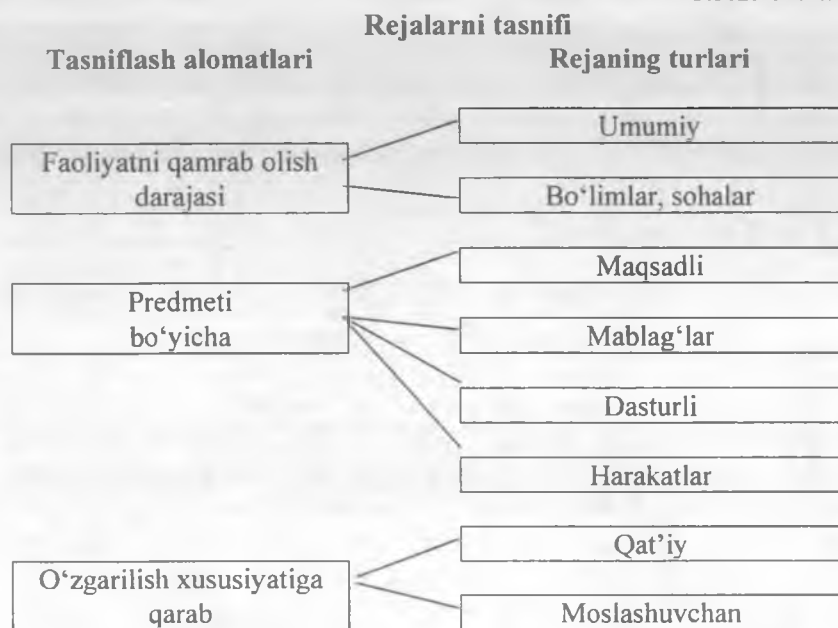 Rejalarni tasnifi
Tasniflash alomatlari
Rejaning turlari
Faoliyatni qamrab olish
darajasi
Umumiy
Bo‘limlar, sohalar
Predmeti
bo‘yicha
Maqsadli
Mablag‘lar
Dasturli
Harakatlar
O‘zgarilish xususiyatiga
qarab
Qat’iy
Moslashuvchan